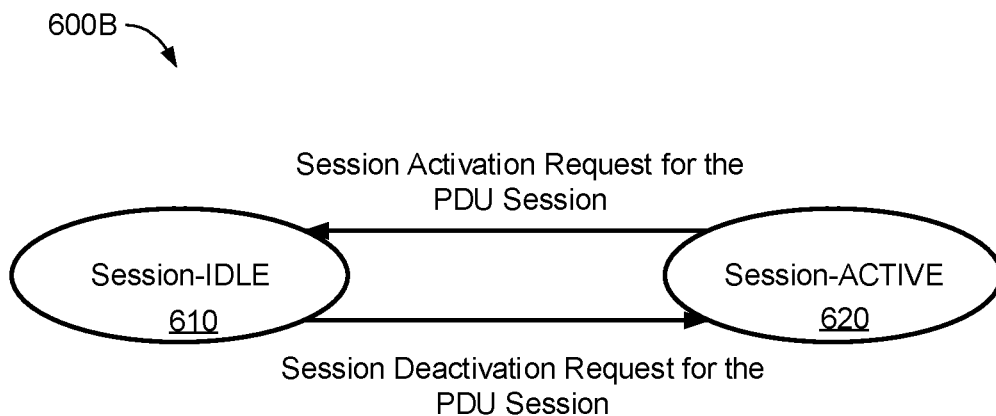 600B
Session Activation Request for the
PDU Session
Session-IDLE
610
Session-ACTIVE
620
Session Deactivation Request for the
PDU Session